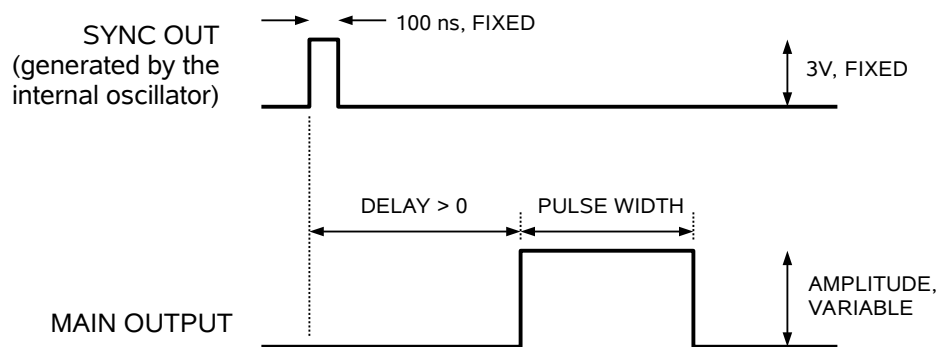 100 ns, FIXED
SYNC OUT
(generated by the
internal oscillator)
3V, FIXED
DELAY > 0
PULSE WIDTH
AMPLITUDE,
VARIABLE
MAIN OUTPUT